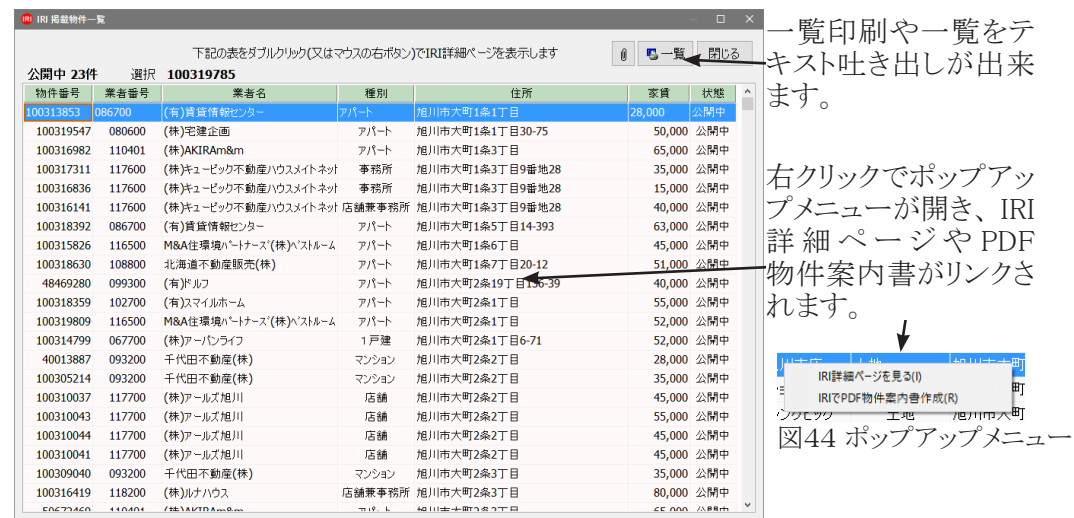 IRI IRI 掲載物件一覧
下記の表をダブルクリック(又はマウスの右ボタン)でIRI詳細ページを表示します
一覧 閉じる
公開中 23件 選択 100319785
物件番号 業者番号 業者名 種別 住所 家賃 状態
100313853 086700 (有)賃貸情報センター アパート 旭川市大町1条1丁目 28,000 公開中
100319547 080600 (株)宅建企画 アパート 旭川市大町1条1丁目30-75 50,000 公開中
100316982 110401 (株)AKIRAm&m アパート 旭川市大町1条3丁目 65,000 公開中
100317311 117600 (株)キュービック不動産ハウスメイトネット 事務所 旭川市大町1条3丁目9番地28 35,000 公開中
100316836 117600 (株)キュービック不動産ハウスメイトネット 事務所 旭川市大町1条3丁目9番地28 15,000 公開中
100316141 117600 (株)キュービック不動産ハウスメイトネット 店舗兼事務所 旭川市大町1条3丁目9番地28 40,000 公開中
100318392 086700 (有)賃貸情報センター アパート 旭川市大町1条5丁目14-393 63,000 公開中
100315826 116500 M&A住環境パートナーズ(株)ベストルーム アパート 旭川市大町1条6丁目 45,000 公開中
100318630 108800 北海道不動産販売(株) アパート 旭川市大町1条7丁目20-12 51,000 公開中
48469280 099300 (有)ドルフ アパート 旭川市大町2条19丁目156-39 40,000 公開中
100318359 102700 (有)スマイルホーム アパート 旭川市大町2条1丁目 55,000 公開中
100319809 116500 M&A住環境パートナーズ(株)ベストルーム アパート 旭川市大町2条1丁目 52,000 公開中
100314799 067700 (株)アーバンライフ 1戸建 旭川市大町2条1丁目6-71 52,000 公開中
40013887 093200 千代田不動産(株) マンション 旭川市大町2条2丁目 28,000 公開中
100305214 093200 千代田不動産(株) マンション 旭川市大町2条2丁目 35,000 公開中
100310037 117700 (株)アールズ旭川 店舗 旭川市大町2条2丁目 45,000 公開中
100310043 117700 (株)アールズ旭川 店舗 旭川市大町2条2丁目 55,000 公開中
100310044 117700 (株)アールズ旭川 店舗 旭川市大町2条2丁目 45,000 公開中
100310041 117700 (株)アールズ旭川 店舗 旭川市大町2条2丁目 45,000 公開中
100309040 093200 千代田不動産(株) マンション 旭川市大町2条3丁目 35,000 公開中
100316419 118200 (株)ルナハウス 店舗兼事務所 旭川市大町2条3丁目 80,000 公開中
50672460 110401 (株)AKIRAm&m アパート 旭川市大町2条3丁目 65,000 公開中
一覧印刷や一覧をテ
キスト吐き出しが出来
ます。
右クリックでポップアッ
プメニューが開き、IRI
詳細ページやPDF
物件案内書がリンクさ
れます。
IRI詳細ページを見る(I)
IRIでPDF物件案内書作成(R)
土地 旭川市大町
図44 ポップアップメニュー